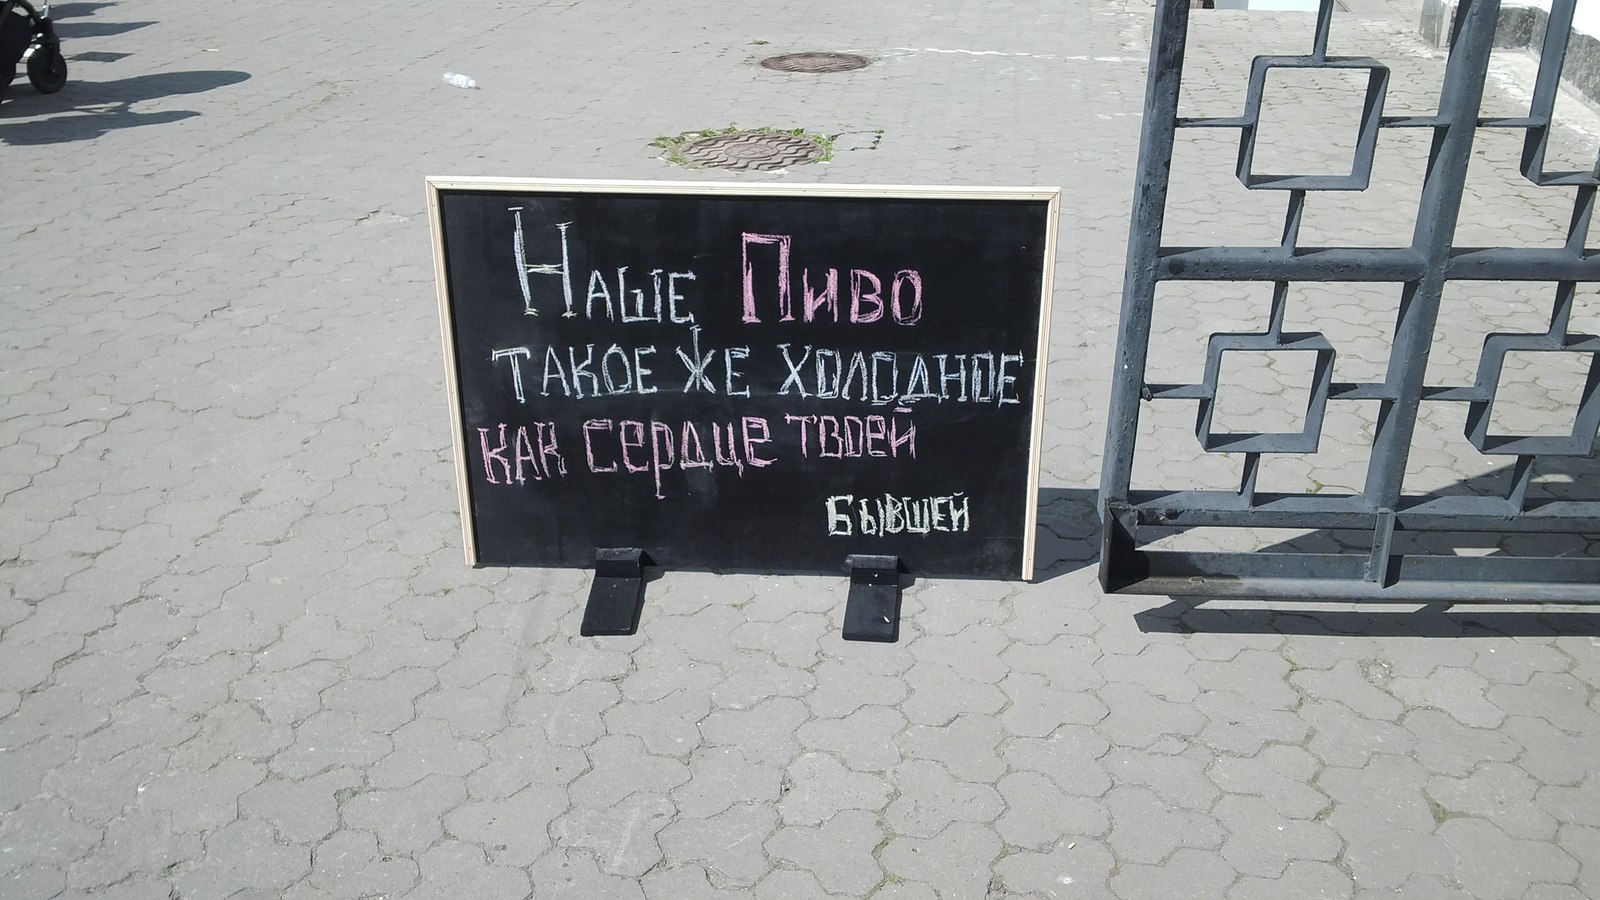 Наше Пиво
такое же холодное
как сердце твоей
бывшей